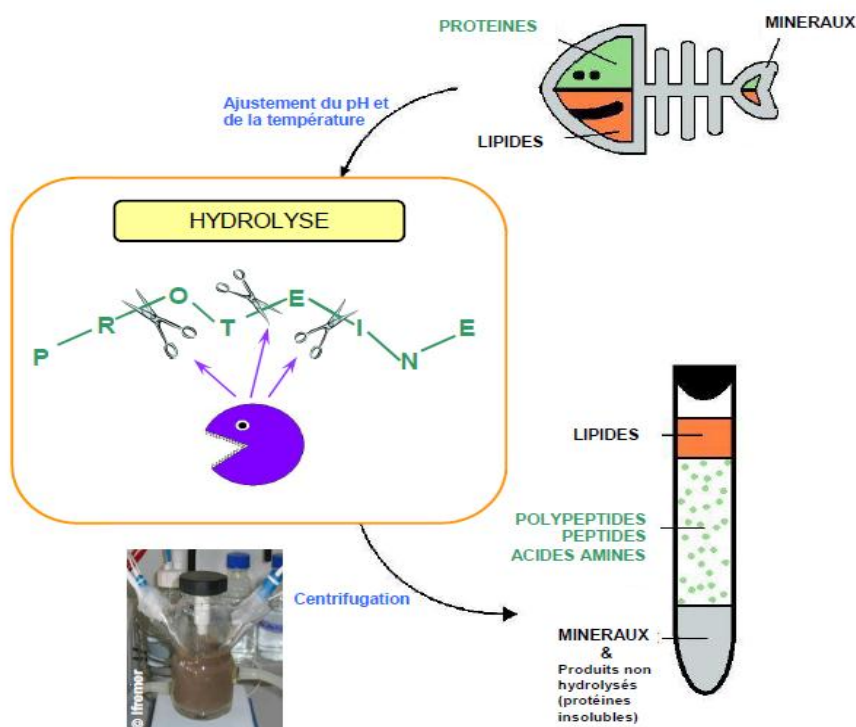 PROTEINES
MINERAUX
LIPIDES
Ajustement du pH et
de la température
HYDROLYSE
P R O T E I N E
LIPIDES
POLYPEPTIDES
PEPTIDES
ACIDES AMINES
MINERAUX
&
Produits non
hydrolysés
(protéines
insolubles)
Centrifugation
© Ifremer